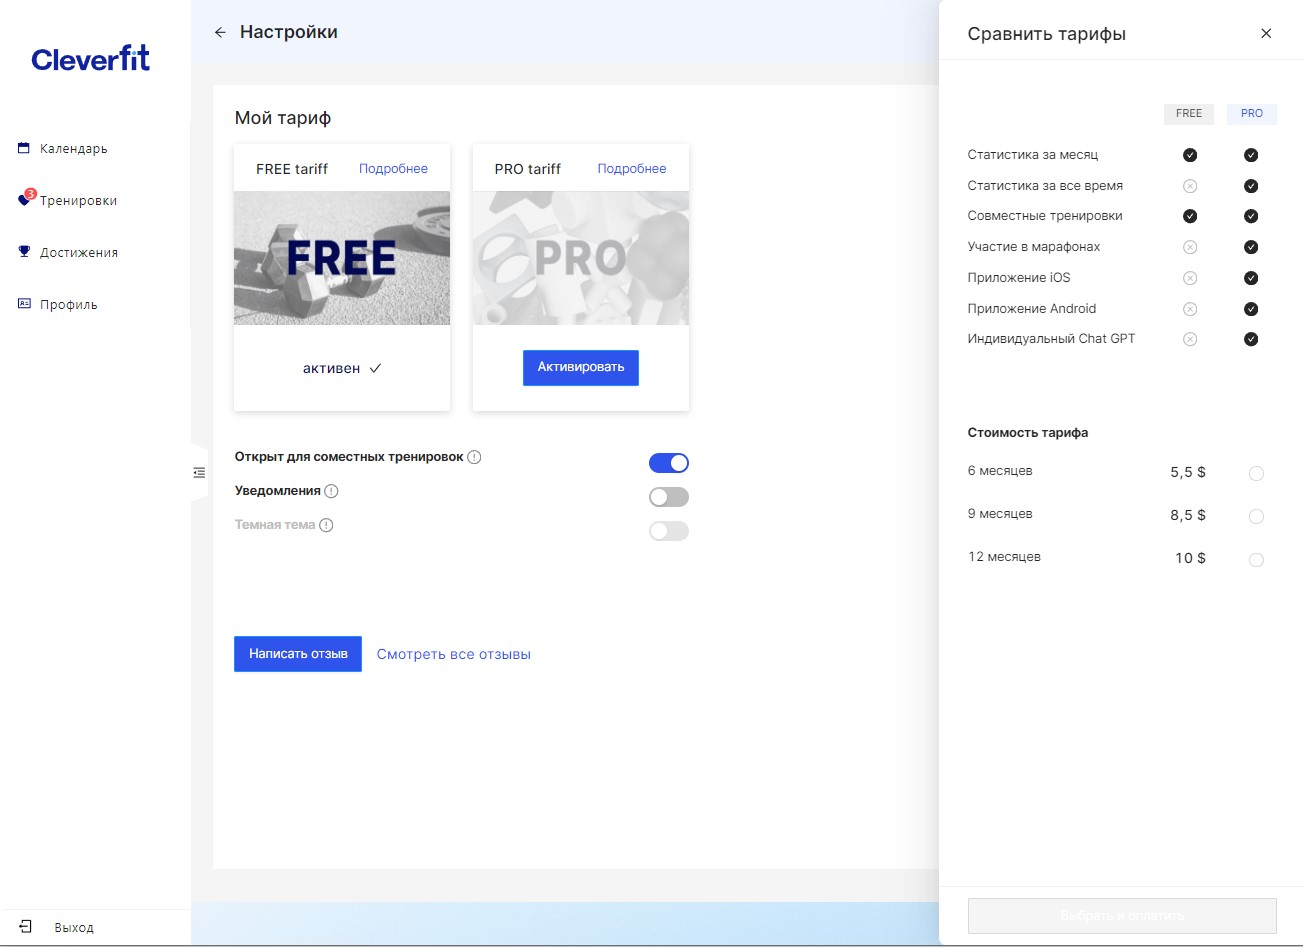 Cleverfit
Календарь
3
Тренировки
Достижения
Профиль
Выход
Настройки
Мой тариф
FREE tariff Подробнее
FREE
активен
PRO tariff Подробнее
PRO
Активировать
Открыт для соместных тренировок
Уведомления
Темная тема
Написать отзыв Смотреть все отзывы
Сравнить тарифы
FREE PRO
Статистика за месяц
Статистика за все время
Совместные тренировки
Участие в марафонах
Приложение iOS
Приложение Android
Индивидуальный Chat GPT
Стоимость тарифа
6 месяцев 5,5 $
9 месяцев 8,5 $
12 месяцев 10 $
Выбрать и оплатить